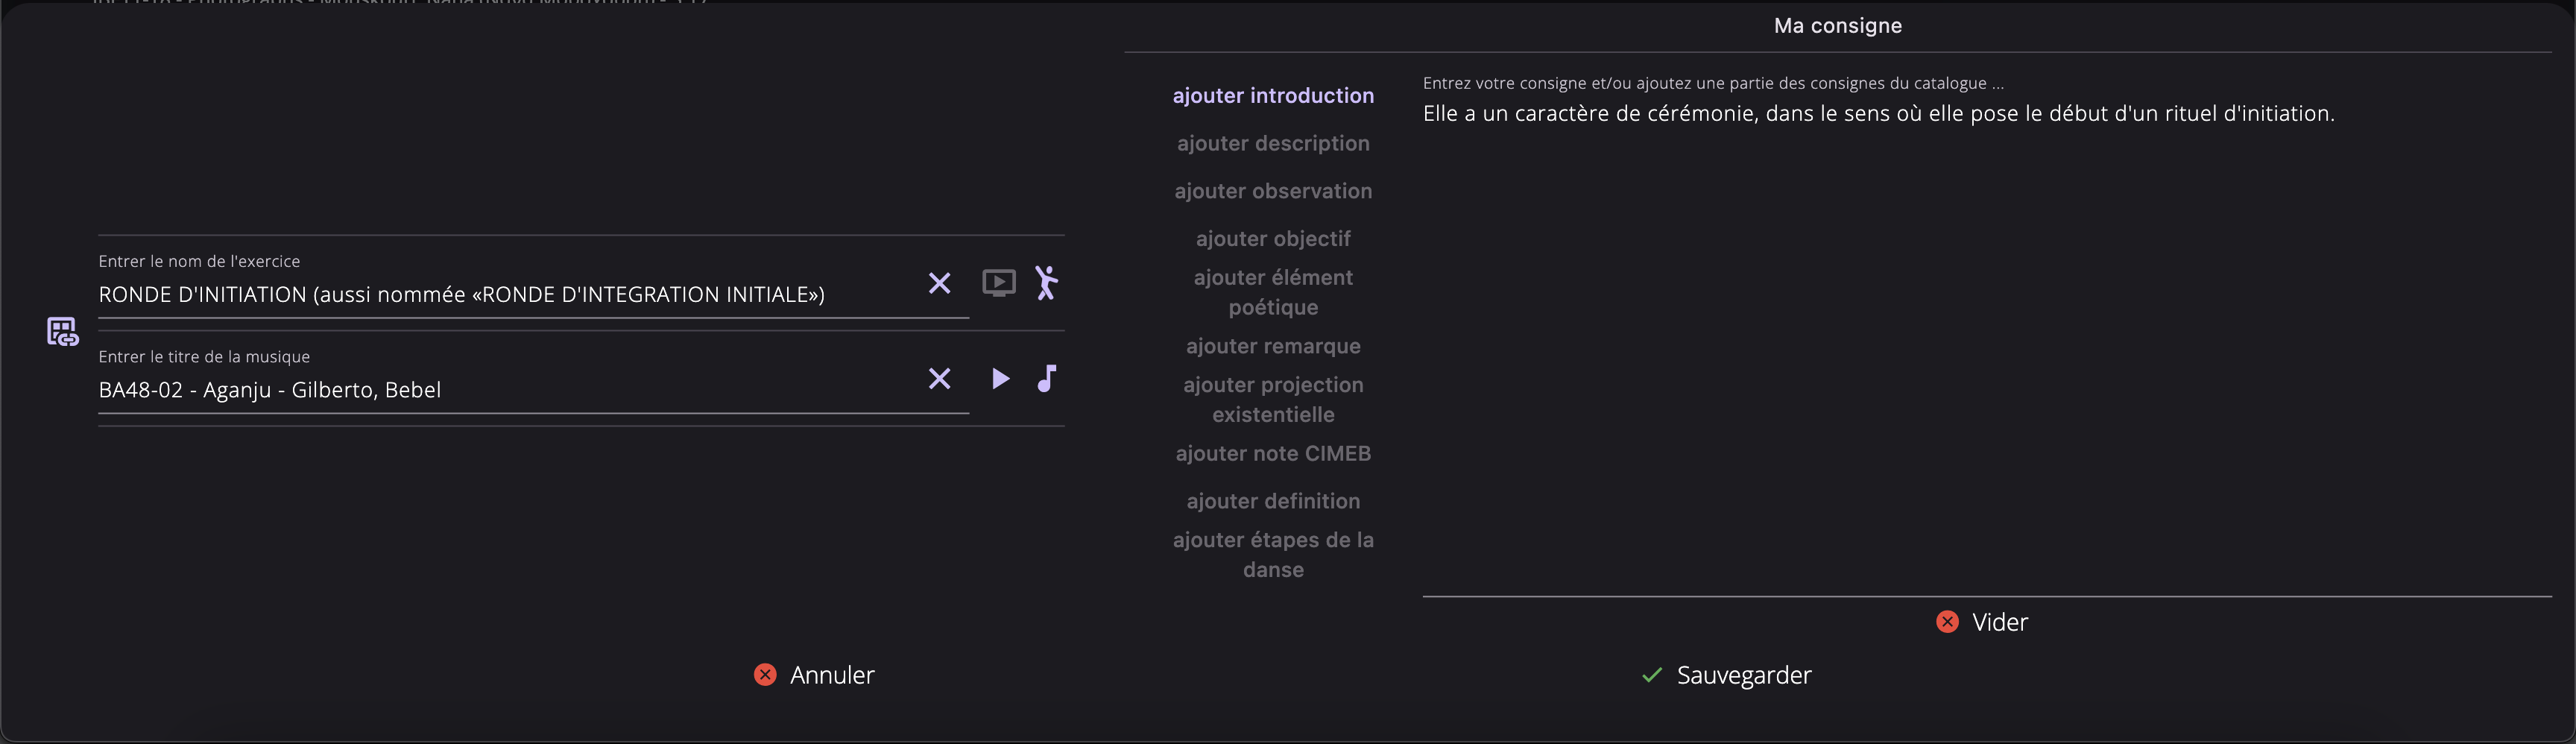 Ma consigne
Entrer le nom de l'exercice
RONDE D'INITIATION (aussi nommée «RONDE D'INTEGRATION INITIALE»)
Entrer le titre de la musique
BA48-02 - Aganju - Gilberto, Bebel
ajouter introduction
ajouter description
ajouter observation
ajouter objectif
ajouter élément
poétique
ajouter remarque
ajouter projection
existentielle
ajouter note CIMEB
ajouter definition
ajouter étapes de la
danse
Entrez votre consigne et/ou ajoutez une partie des consignes du catalogue ...
Elle a un caractère de cérémonie, dans le sens où elle pose le début d'un rituel d'initiation.
Vider
Annuler
Sauvegarder